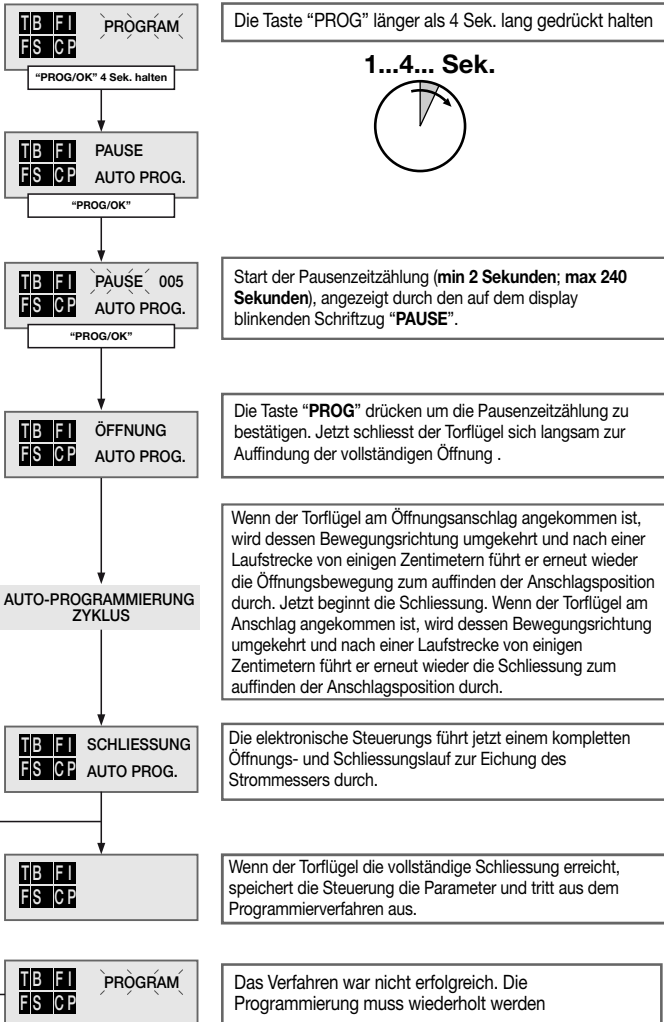 TB FI PROGRAM
FS CP
"PROG/OK" 4 Sek. halten
Die Taste "PROG" länger als 4 Sek. lang gedrückt halten
1...4... Sek.
TB FI PAUSE
FS CP AUTO PROG.
"PROG/OK"
TB FI PAUSE 005
FS CP AUTO PROG.
"PROG/OK"
Start der Pausenzeitzählung (min 2 Sekunden; max 240
Sekunden), angezeigt durch den auf dem display
blinkenden Schriftzug "PAUSE".
TB FI ÖFFNUNG
FS CP AUTO PROG.
Die Taste "PROG" drücken um die Pausenzeitzählung zu
bestätigen. Jetzt schliesst der Torflügel sich langsam zur
Auffindung der vollständigen Öffnung .
AUTO-PROGRAMMIERUNG
ZYKLUS
Wenn der Torflügel am Öffnungsanschlag angekommen ist,
wird dessen Bewegungsrichtung umgekehrt und nach einer
Laufstrecke von einigen Zentimetern führt er erneut wieder
die Öffnungsbewegung zum auffinden der Anschlagsposition
durch. Jetzt beginnt die Schliessung. Wenn der Torflügel am
Anschlag angekommen ist, wird dessen Bewegungsrichtung
umgekehrt und nach einer Laufstrecke von einigen
Zentimetern führt er erneut wieder die Schliessung zum
auffinden der Anschlagsposition durch.
TB FI SCHLIESSUNG
FS CP AUTO PROG.
Die elektronische Steuerungs führt jetzt einem kompletten
Öffnungs- und Schliessungslauf zur Eichung des
Strommessers durch.
TB FI
FS CP
Wenn der Torflügel die vollständige Schliessung erreicht,
speichert die Steuerung die Parameter und tritt aus dem
Programmierverfahren aus.
TB FI PROGRAM
FS CP
Das Verfahren war nicht erfolgreich. Die
Programmierung muss wiederholt werden